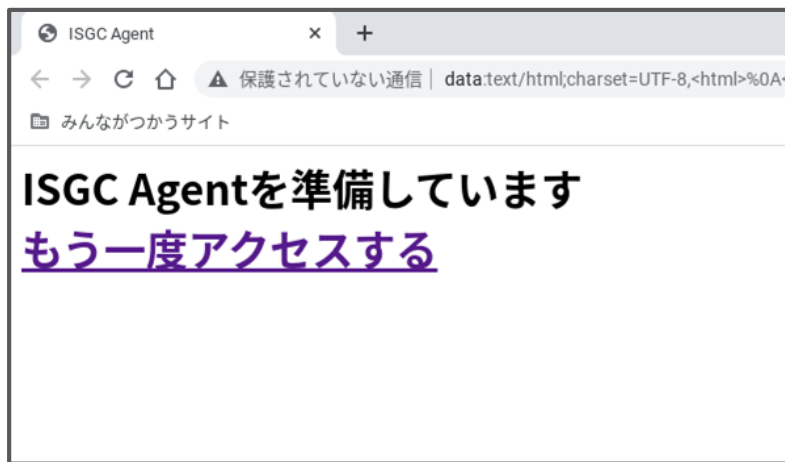 ISGC Agent
保護されていない通信 | data:text/html;charset=UTF-8,<html>%0A<
みんながつかうサイト
ISGC Agentを準備しています
もう一度アクセスする